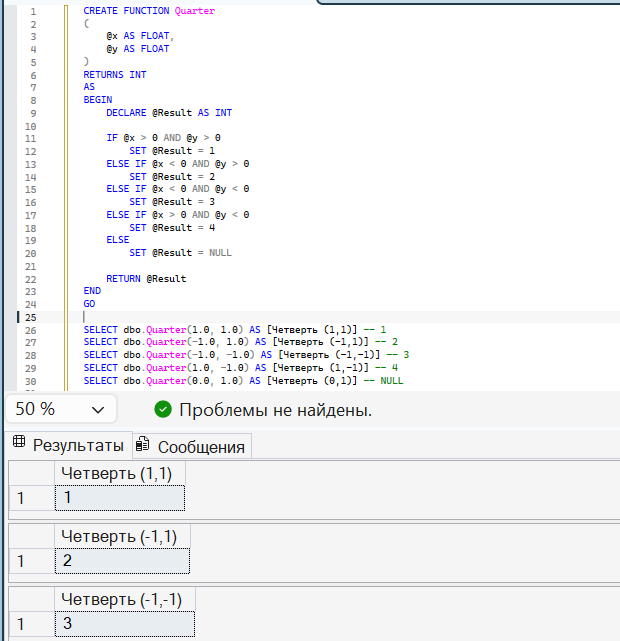 1 CREATE FUNCTION Quarter
2 (
3 @x AS FLOAT,
4 @y AS FLOAT
5 )
6 RETURNS INT
7 AS
8 BEGIN
9 DECLARE @Result AS INT
10
11 IF @x > 0 AND @y > 0
12 SET @Result = 1
13 ELSE IF @x < 0 AND @y > 0
14 SET @Result = 2
15 ELSE IF @x < 0 AND @y < 0
16 SET @Result = 3
17 ELSE IF @x > 0 AND @y < 0
18 SET @Result = 4
19 ELSE
20 SET @Result = NULL
21
22 RETURN @Result
23 END
24 GO
25
26 SELECT dbo.Quarter(1.0, 1.0) AS [Четверть (1,1)] -- 1
27 SELECT dbo.Quarter(-1.0, 1.0) AS [Четверть (-1,1)] -- 2
28 SELECT dbo.Quarter(-1.0, -1.0) AS [Четверть (-1,-1)] -- 3
29 SELECT dbo.Quarter(1.0, -1.0) AS [Четверть (1,-1)] -- 4
30 SELECT dbo.Quarter(0.0, 1.0) AS [Четверть (0,1)] -- NULL
50 % Проблемы не найдены.
Результаты Сообщения
Четверть (1,1)
1 1
Четверть (-1,1)
1 2
Четверть (-1,-1)
1 3